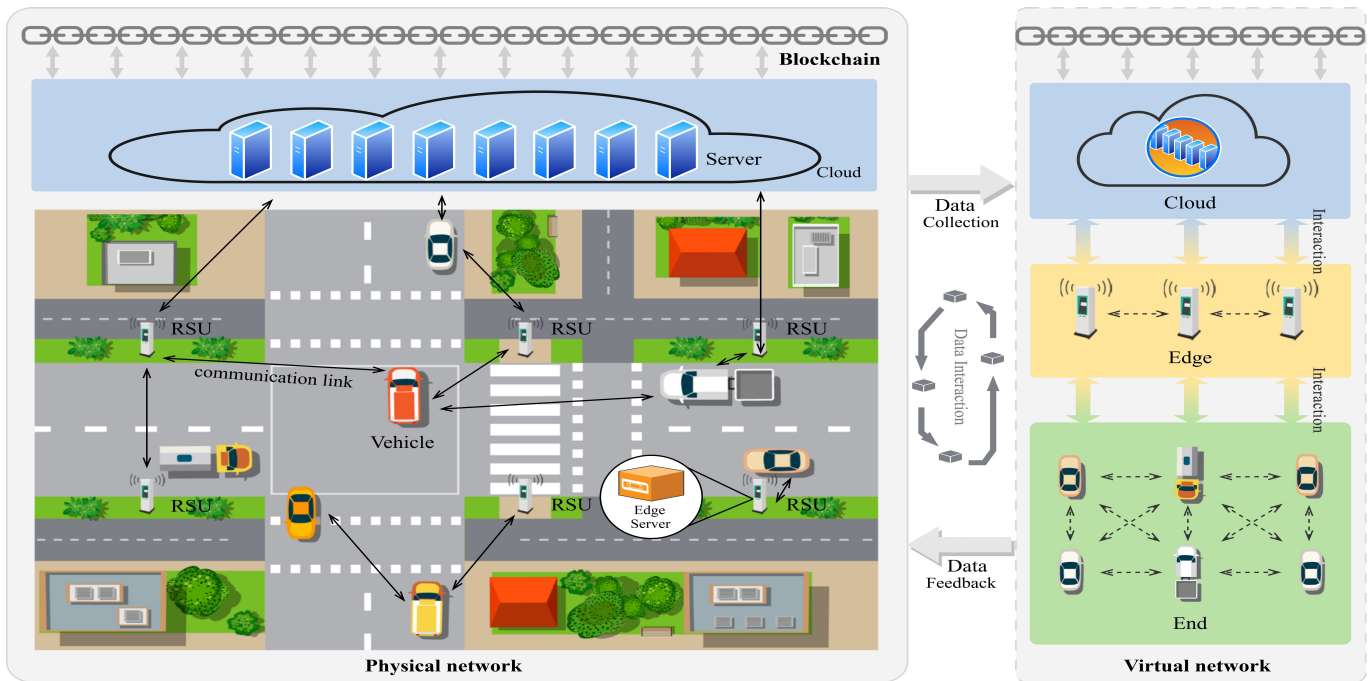 Blockchain
Server
Cloud
RSU
RSU
RSU
communication link
Vehicle
RSU
RSU
RSU
Edge
Server
Physical network
Data
Collection
Data Interaction
Data
Feedback
Cloud
Interaction
Edge
Interaction
End
Virtual network